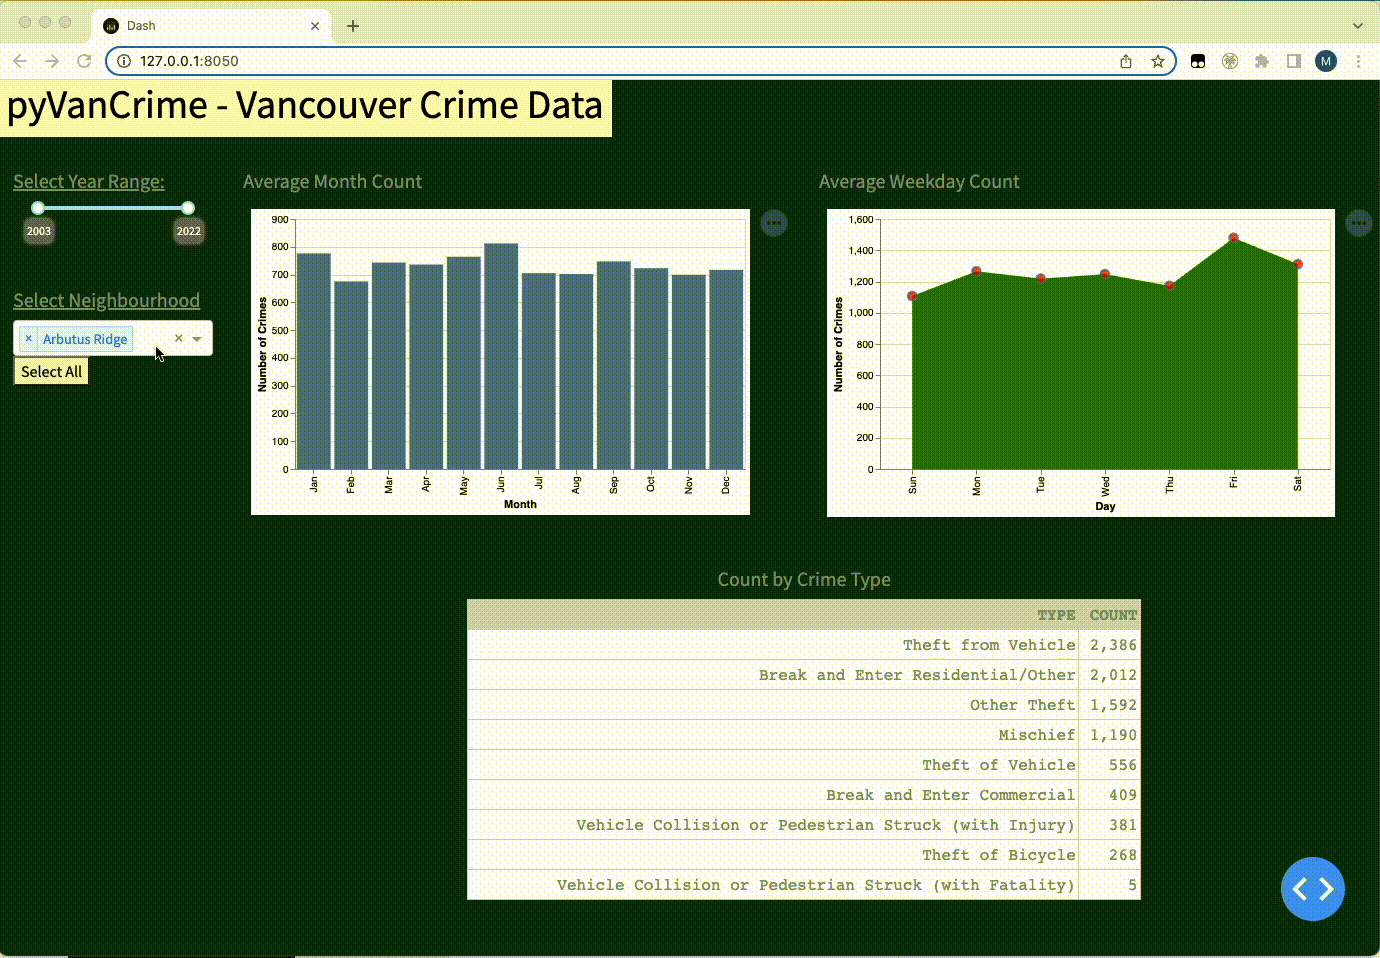 Dash
127.0.0.1:8050
M
pyVanCrime - Vancouver Crime Data
Select Year Range:
2003
2022
Select Neighbourhood
× Arbutus Ridge ×
Select All
Average Month Count
900
800
700
600
500
400
300
200
100
0
Number of Crimes
Jan Feb Mar Apr May Jun Jul Aug Sep Oct Nov Dec
Month
Average Weekday Count
1,600
1,400
1,200
1,000
800
600
400
200
0
Number of Crimes
Sun Mon Tue Wed Thu Fri Sat
Day
Count by Crime Type
TYPE COUNT
Theft from Vehicle 2,386
Break and Enter Residential/Other 2,012
Other Theft 1,592
Mischief 1,190
Theft of Vehicle 556
Break and Enter Commercial 409
Vehicle Collision or Pedestrian Struck (with Injury) 381
Theft of Bicycle 268
Vehicle Collision or Pedestrian Struck (with Fatality) 5